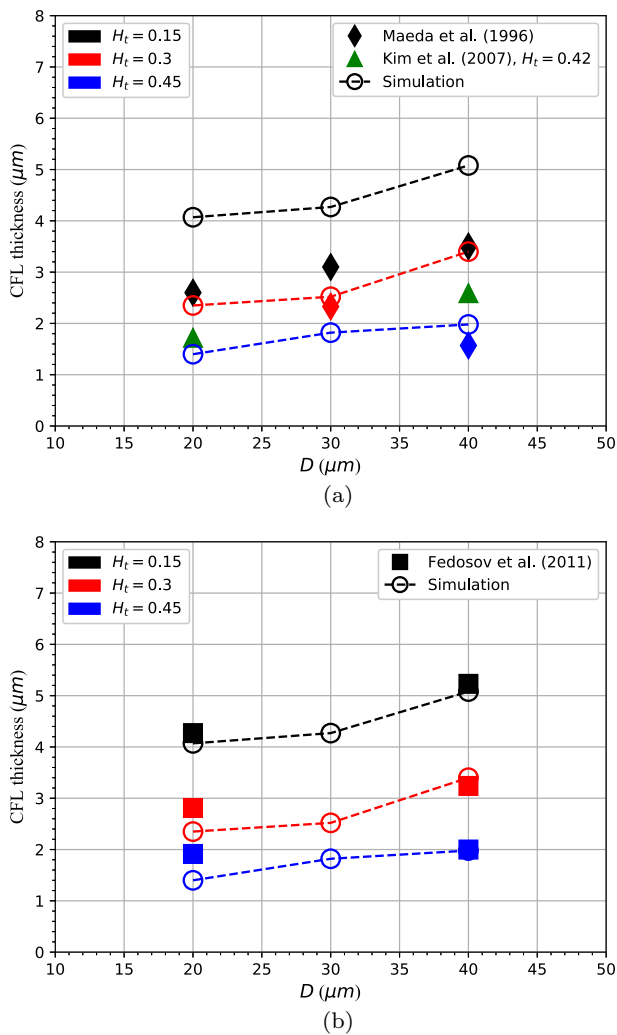 8
7
6
5
4
3
2
1
0
CFL thickness (μm)
H_t = 0.15
H_t = 0.3
H_t = 0.45
Maeda et al. (1996)
Kim et al. (2007), H_t = 0.42
Simulation
10 15 20 25 30 35 40 45 50
D (μm)
(a)
8
7
6
5
4
3
2
1
0
CFL thickness (μm)
H_t = 0.15
H_t = 0.3
H_t = 0.45
Fedosov et al. (2011)
Simulation
10 15 20 25 30 35 40 45 50
D (μm)
(b)